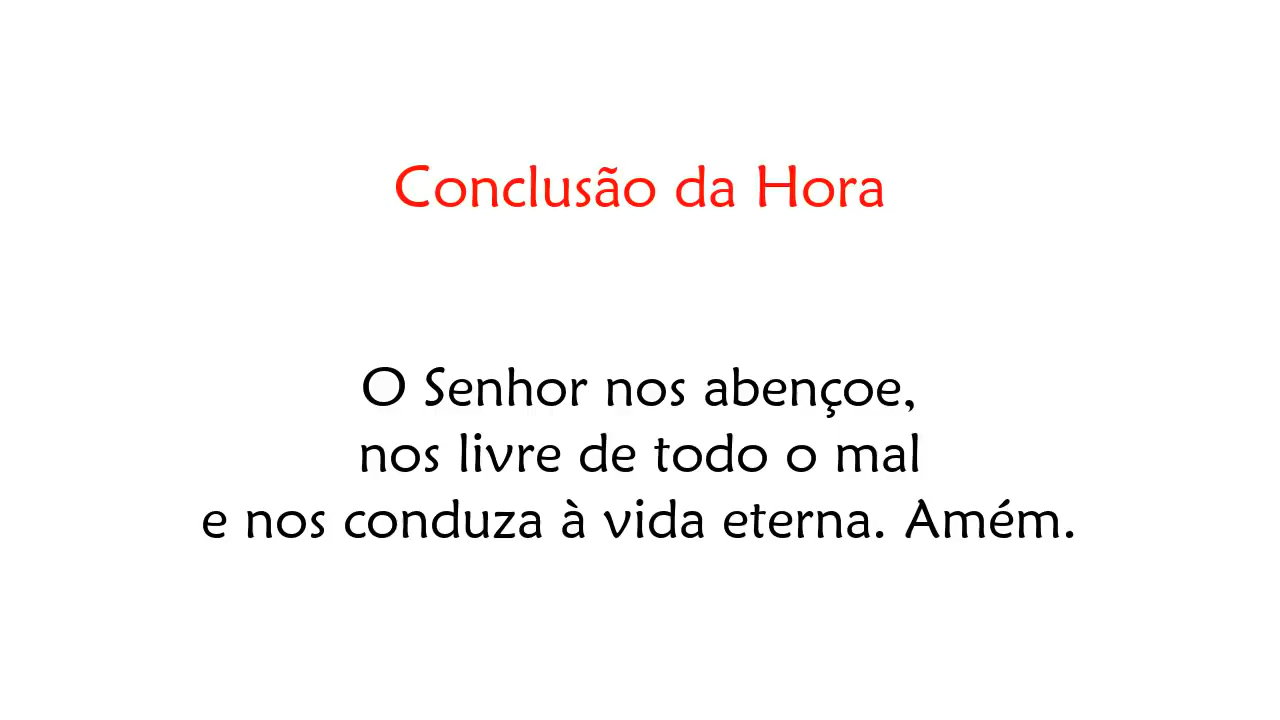 Conclusão da Hora
O Senhor nos abençoe,
nos livre de todo o mal
e nos conduza à vida eterna. Amém.